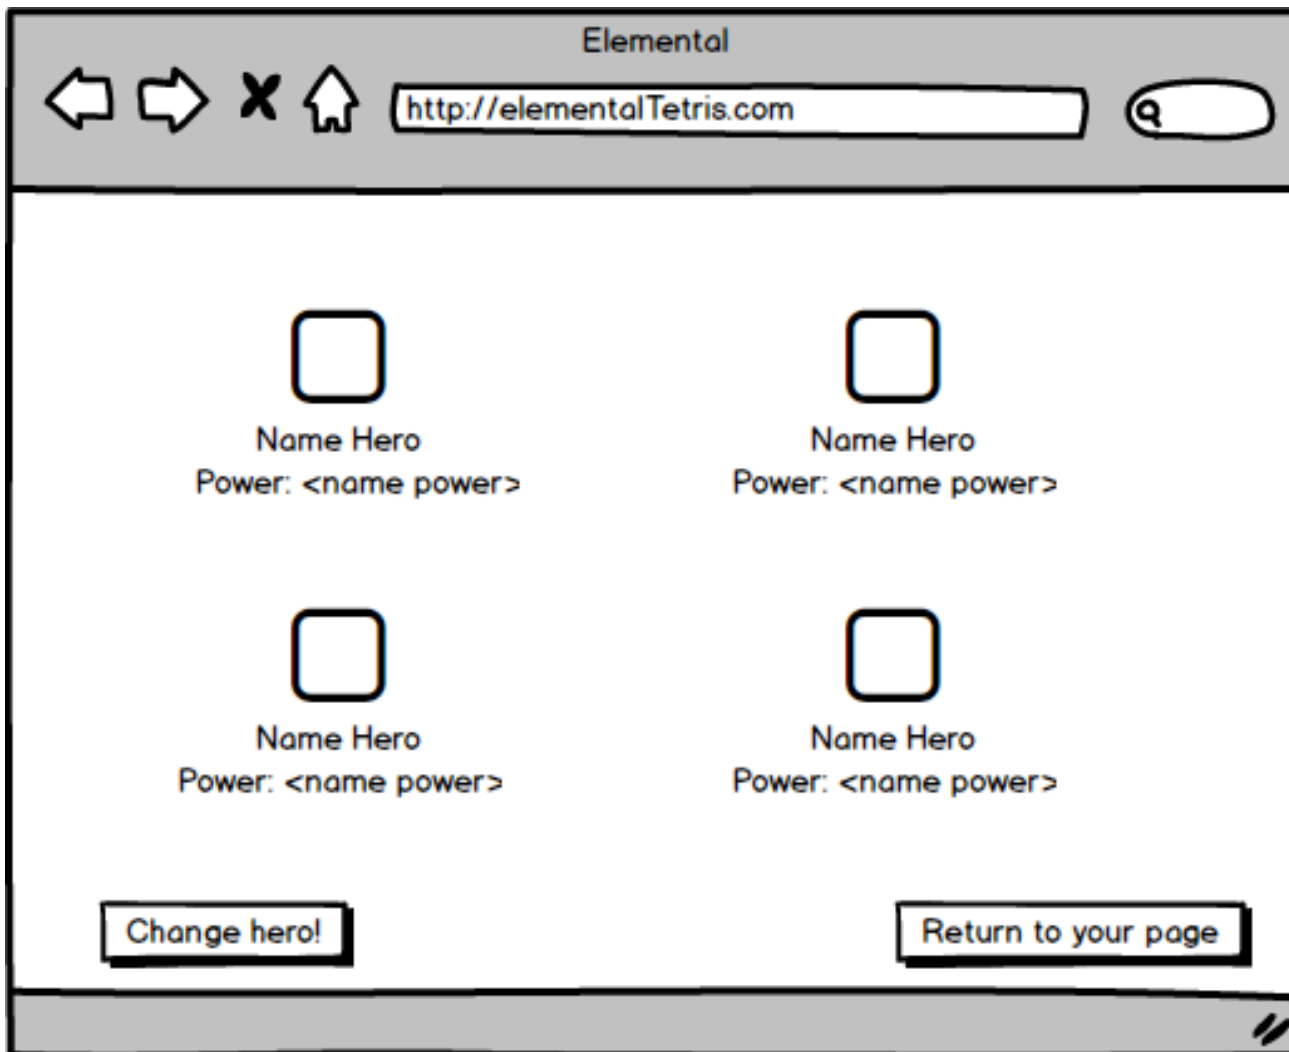 Elemental
http://elementalTetris.com
Name Hero
Power: <name power>
Name Hero
Power: <name power>
Name Hero
Power: <name power>
Name Hero
Power: <name power>
Change hero!
Return to your page